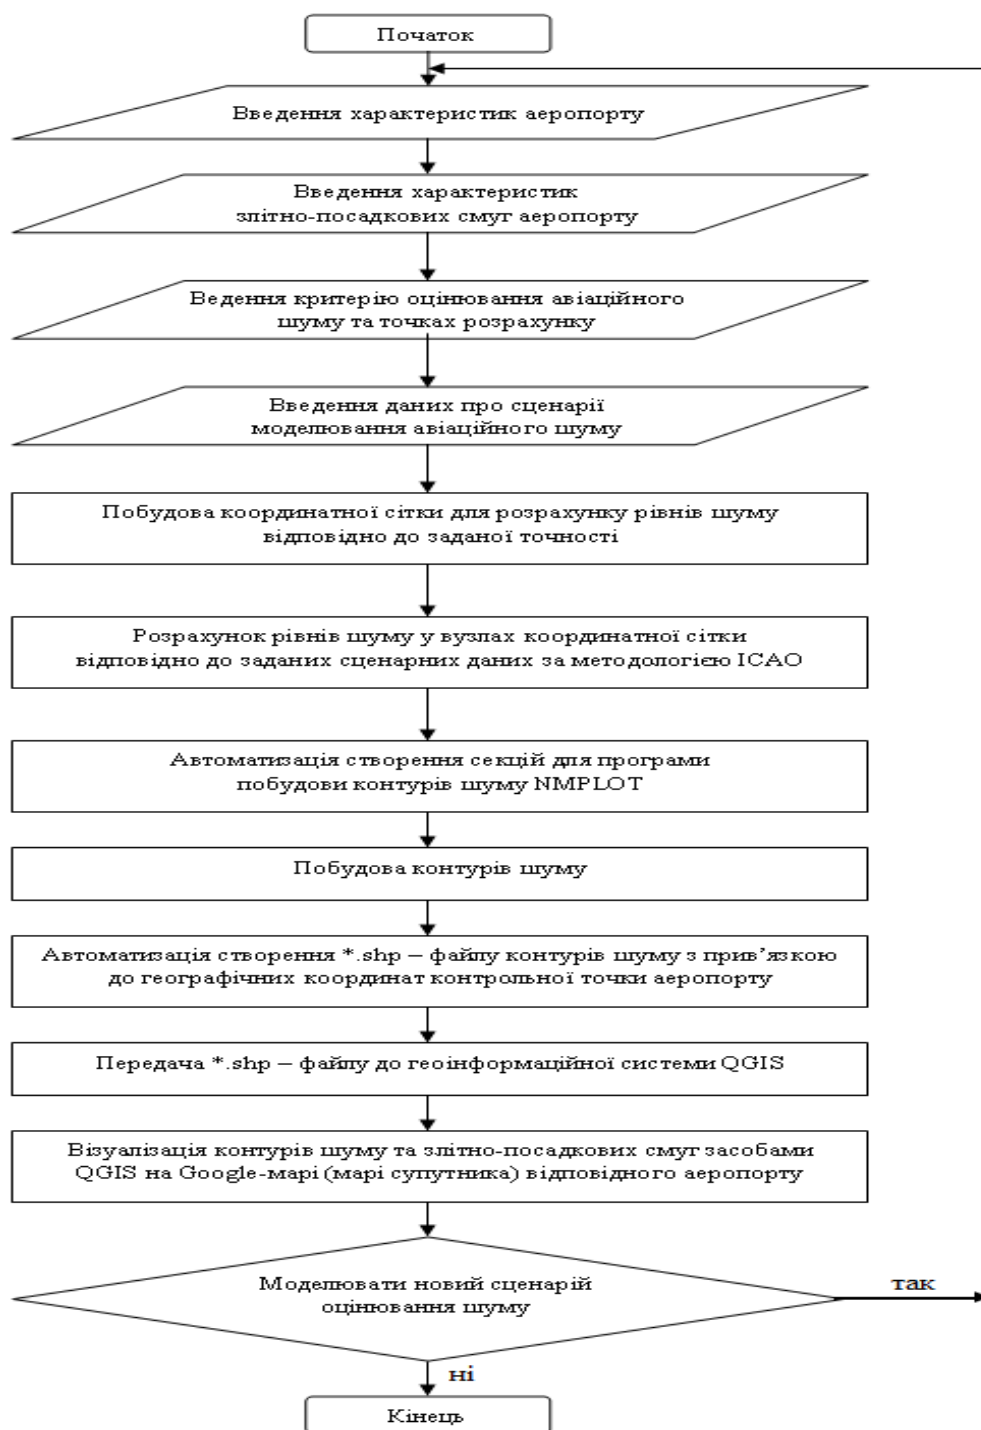 Початок
Введення характеристик аеропорту
Введення характеристик
злітно-посадкових смуг аеропорту
Ведення критерію оцінювання авіаційного
шуму та точках розрахунку
Введення даних про сценарії
моделювання авіаційного шуму
Побудова координатної сітки для розрахунку рівнів шуму
відповідно до заданої точності
Розрахунок рівнів шуму у вузлах координатної сітки
відповідно до заданих сценарних даних за методологією ICAO
Автоматизація створення секцій для програми
побудови контурів шуму NMPLOT
Побудова контурів шуму
Автоматизація створення *.shp – файлу контурів шуму з прив’язкою
до географічних координат контрольної точки аеропорту
Передача *.shp – файлу до геоінформаційної системи QGIS
Візуалізація контурів шуму та злітно-посадкових смуг засобами
QGIS на Google-мапі (мапі супутника) відповідного аеропорту
Моделювати новий сценарій
оцінювання шуму
так
ні
Кінець